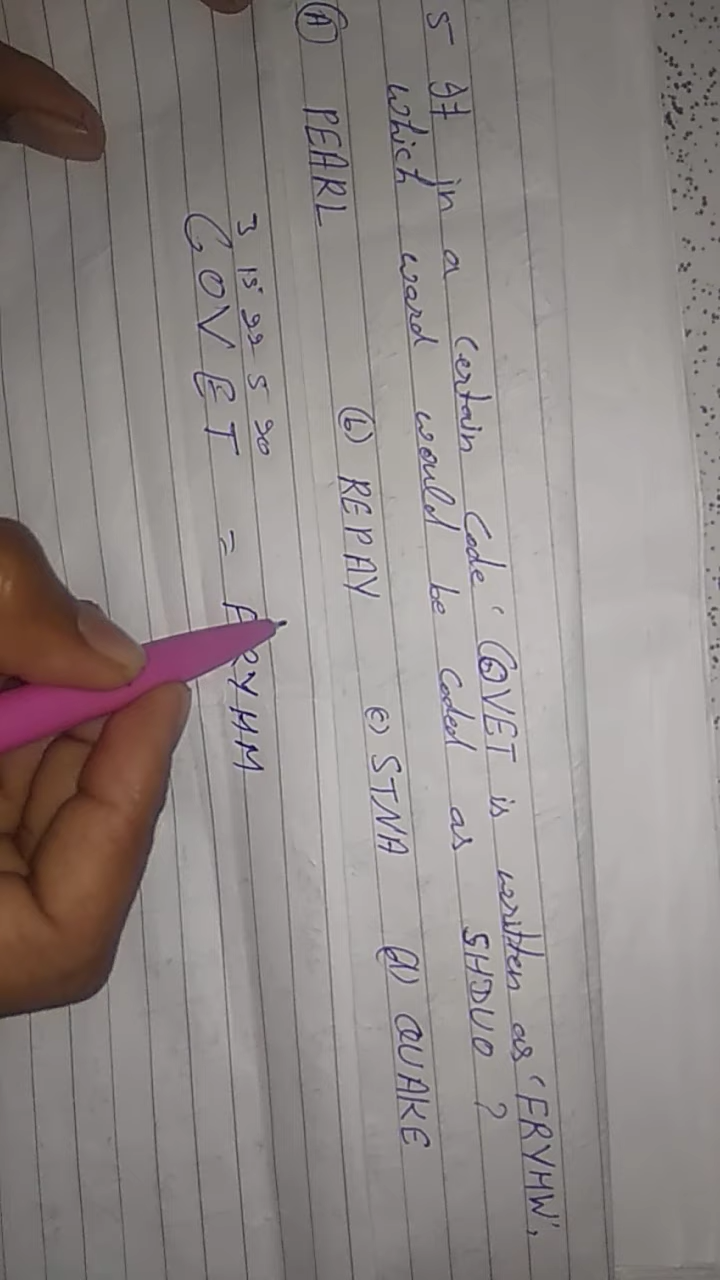 5 If in a certain Code 'COVET is written as 'FRYHW',
which word would be coded as SHDUO ?
(A) PEARL (b) REPAY (c) STNA (d) QUAKE
3 15 22 5 20
COVET = FRYHM